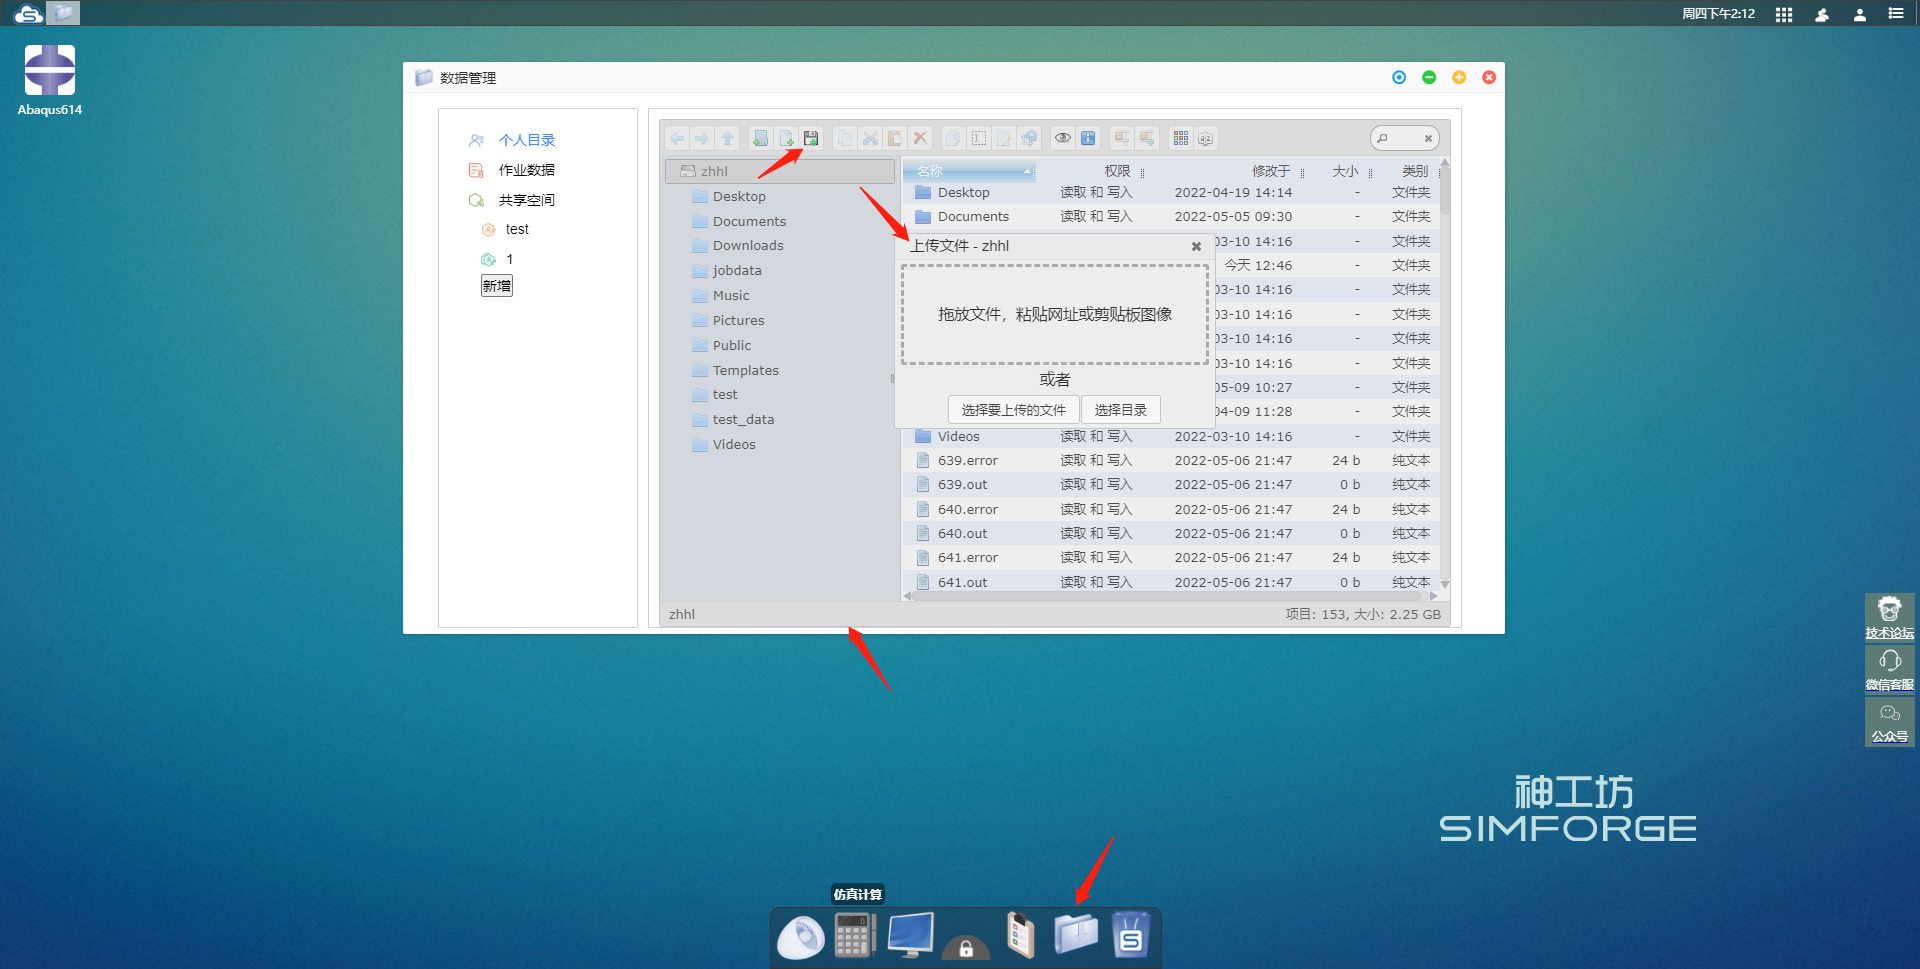 周四下午2:12
Abaqus614
数据管理
个人目录
作业数据
共享空间
test
1
新增
zhhl
Desktop
Documents
Downloads
jobdata
Music
Pictures
Public
Templates
test
test_data
Videos
名称 权限 修改于 大小 类别
Desktop 读取 和 写入 2022-04-19 14:14 - 文件夹
Documents 读取 和 写入 2022-05-05 09:30 - 文件夹
03-10 14:16 - 文件夹
今天 12:46 - 文件夹
03-10 14:16 - 文件夹
03-10 14:16 - 文件夹
03-10 14:16 - 文件夹
03-10 14:16 - 文件夹
05-09 10:27 - 文件夹
04-09 11:28 - 文件夹
Videos 读取 和 写入 2022-03-10 14:16 - 文件夹
639.error 读取 和 写入 2022-05-06 21:47 24 b 纯文本
639.out 读取 和 写入 2022-05-06 21:47 0 b 纯文本
640.error 读取 和 写入 2022-05-06 21:47 24 b 纯文本
640.out 读取 和 写入 2022-05-06 21:47 0 b 纯文本
641.error 读取 和 写入 2022-05-06 21:47 24 b 纯文本
641.out 读取 和 写入 2022-05-06 21:47 0 b 纯文本
上传文件 - zhhl
拖放文件，粘贴网址或剪贴板图像
或者
选择要上传的文件 选择目录
zhhl
项目: 153, 大小: 2.25 GB
技术论坛
微信客服
公众号
神工坊
SIMFORGE
仿真计算